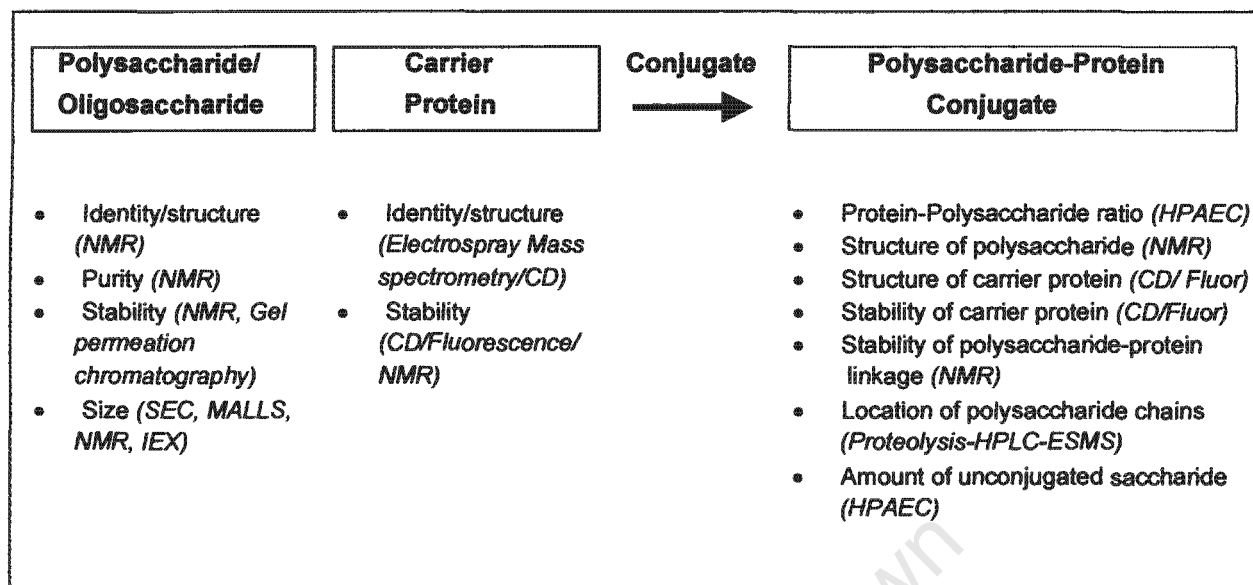 Polysaccharide/
Oligosaccharide
Carrier
Protein
Conjugate
Polysaccharide-Protein
Conjugate
• Identity/structure
(NMR)
• Purity (NMR)
• Stability (NMR, Gel
permeation
chromatography)
• Size (SEC, MALLS,
NMR, IEX)
• Identity/structure
(Electrospray Mass
spectrometry/CD)
• Stability
(CD/Fluorescence/
NMR)
• Protein-Polysaccharide ratio (HPAEC)
• Structure of polysaccharide (NMR)
• Structure of carrier protein (CD/ Fluor)
• Stability of carrier protein (CD/Fluor)
• Stability of polysaccharide-protein
linkage (NMR)
• Location of polysaccharide chains
(Proteolysis-HPLC-ESMS)
• Amount of unconjugated saccharide
(HPAEC)
wn